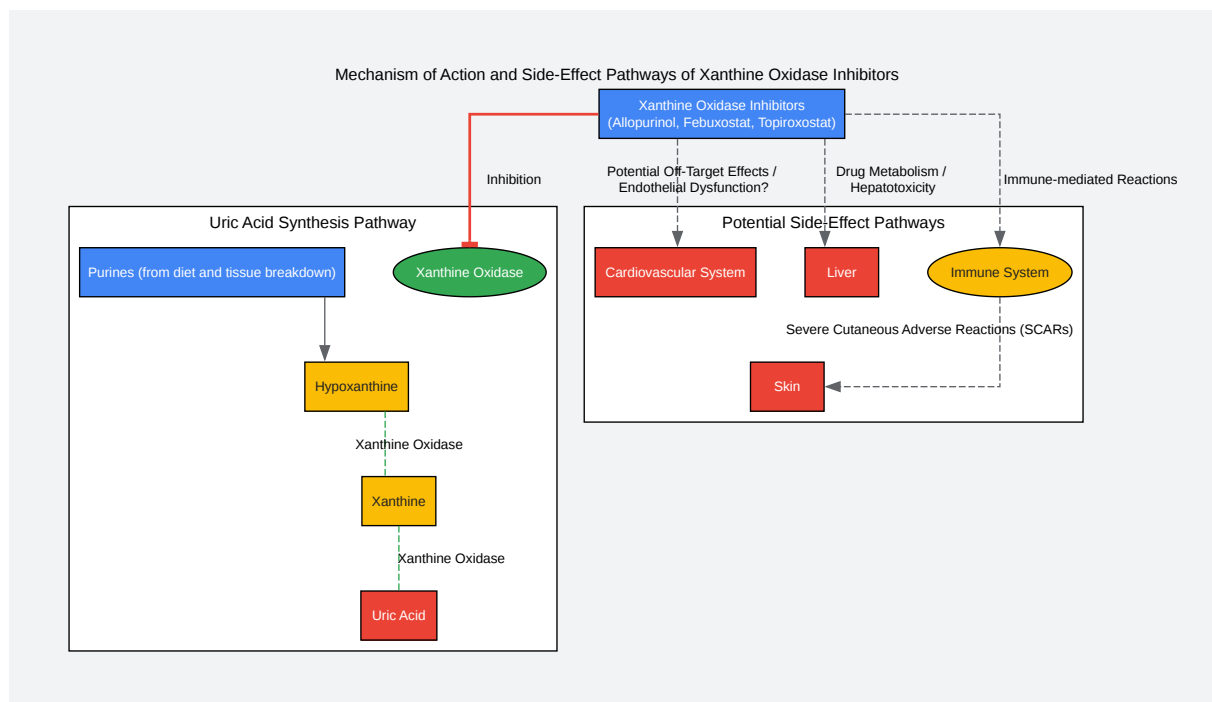 Mechanism of Action and Side-Effect Pathways of Xanthine Oxidase Inhibitors
Xanthine Oxidase Inhibitors
(Allopurinol, Febuxostat, Topiroxostat)
Inhibition
Potential Off-Target Effects /
Endothelial Dysfunction?
Drug Metabolism /
Hepatotoxicity
Immune-mediated Reactions
Uric Acid Synthesis Pathway
Purines (from diet and tissue breakdown)
Xanthine Oxidase
Hypoxanthine
Xanthine Oxidase
Xanthine
Xanthine Oxidase
Uric Acid
Potential Side-Effect Pathways
Cardiovascular System
Liver
Immune System
Severe Cutaneous Adverse Reactions (SCARs)
Skin